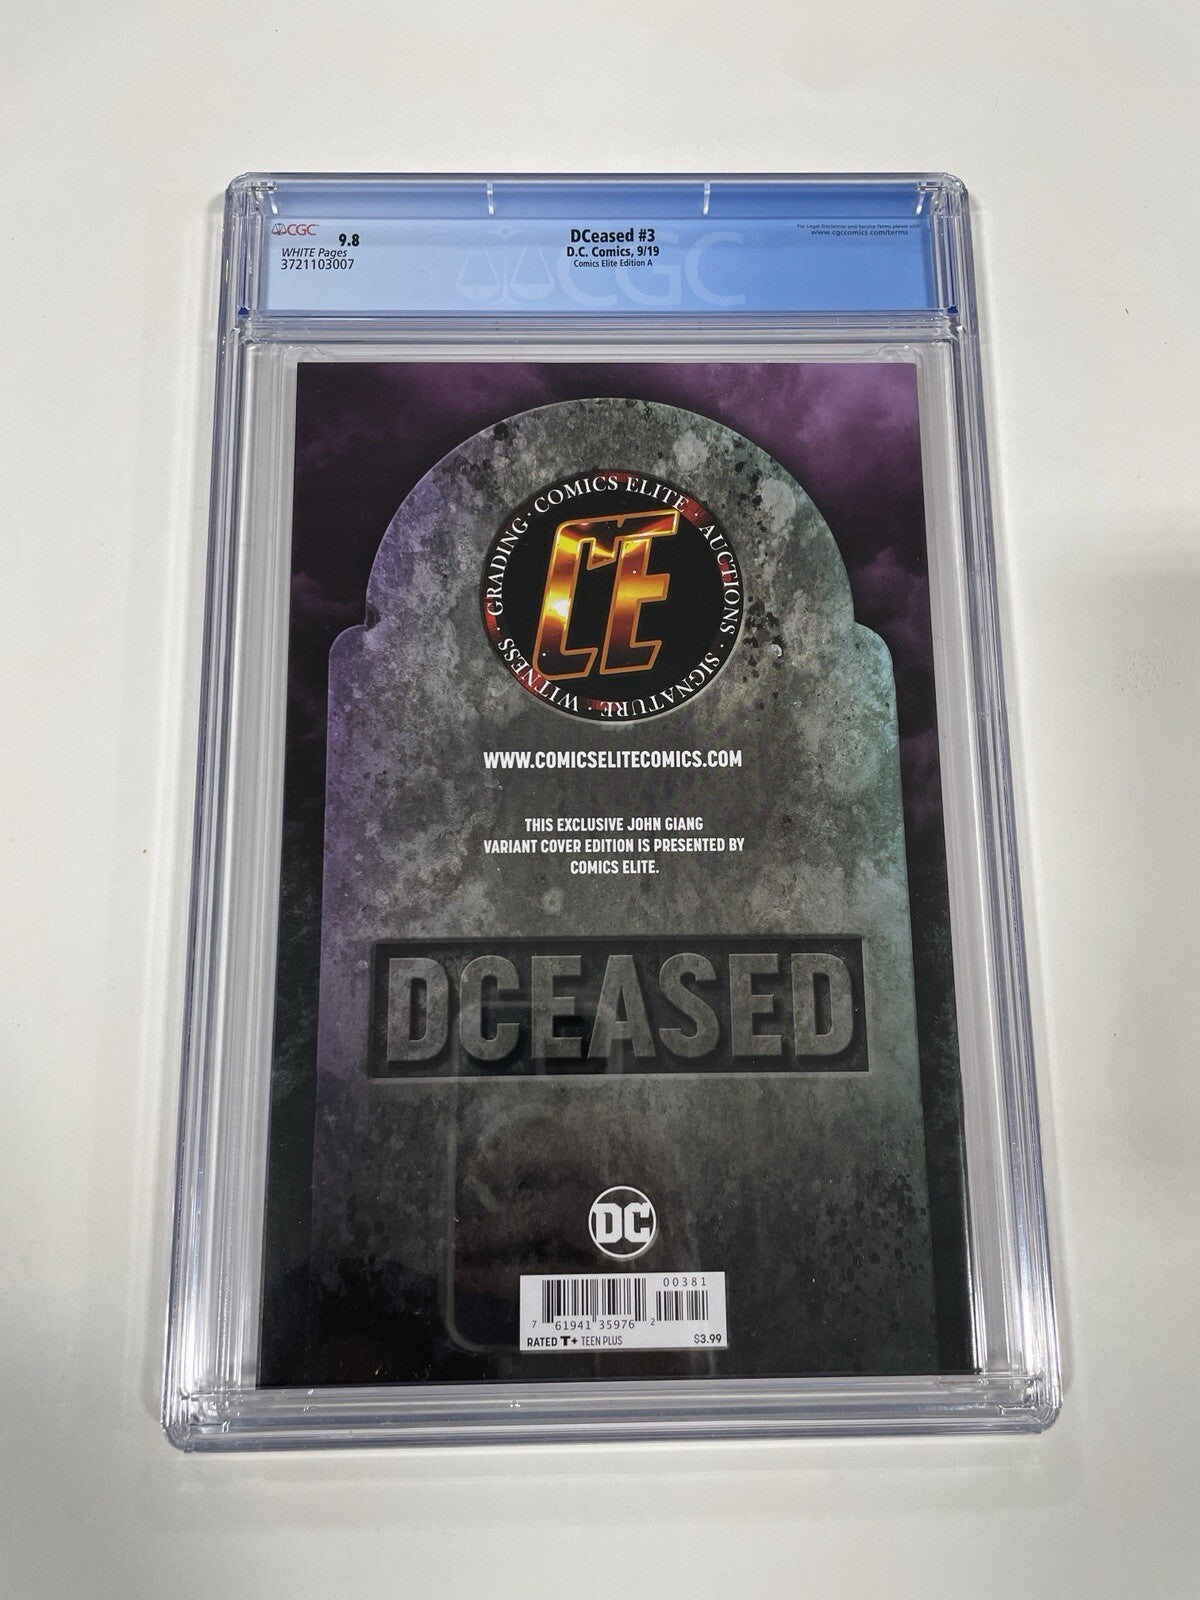 CGC
9.8
WHITE Pages
3721103007
DCeased #3
D.C. Comics, 9/19
Comics Elite Edition A
For Legal Disclaimer and Service Terms please visit
www.cgccomics.com/terms
CGC
COMICS ELITE · AUCTIONS · SIGNATURE · WITNESS · GRADING ·
CE
WWW.COMICSELITECOMICS.COM
THIS EXCLUSIVE JOHN GIANG
VARIANT COVER EDITION IS PRESENTED BY
COMICS ELITE.
DCEASED
DC
00381
7 61941 35976 2
RATED T+ TEEN PLUS $3.99